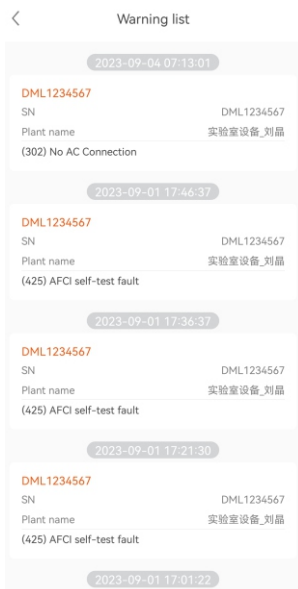 Warning list
2023-09-04 07:13:01
DML1234567
SN DML1234567
Plant name 实验室设备_刘晶
(302) No AC Connection
2023-09-01 17:46:37
DML1234567
SN DML1234567
Plant name 实验室设备_刘晶
(425) AFCI self-test fault
2023-09-01 17:36:37
DML1234567
SN DML1234567
Plant name 实验室设备_刘晶
(425) AFCI self-test fault
2023-09-01 17:21:30
DML1234567
SN DML1234567
Plant name 实验室设备_刘晶
(425) AFCI self-test fault
2023-09-01 17:01:22